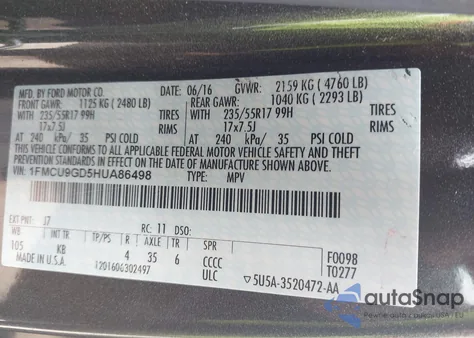 MFD. BY FORD MOTOR CO.
DATE: 06/16 GVWR: 2159 KG ( 4760 LB)
FRONT GAWR: 1125 KG ( 2480 LB) REAR GAWR: 1040 KG ( 2293 LB)
WITH 235/55R17 99H TIRES WITH 235/55R17 99H TIRES
17x7.5J RIMS 17x7.5J RIMS
AT 240 kPa/ 35 PSI COLD AT 240 kPa/ 35 PSI COLD
THIS VEHICLE CONFORMS TO ALL APPLICABLE FEDERAL MOTOR VEHICLE SAFETY, BUMPER, AND THEFT PREVENTION STANDARDS IN EFFECT ON THE DATE OF MANUFACTURE SHOWN ABOVE.
VIN: 1FMCU9GD5HUA86498 TYPE: MPV
EXT PNT: J7 RC: 11 DSO:
WB INT TR TP/PS R AXLE TR SPR F0098
105 KB 4 35 6 CCCC T0277
MADE IN U.S.A. 1201606302497 ULC ▽5U5A-3520472-AA
autaSnap